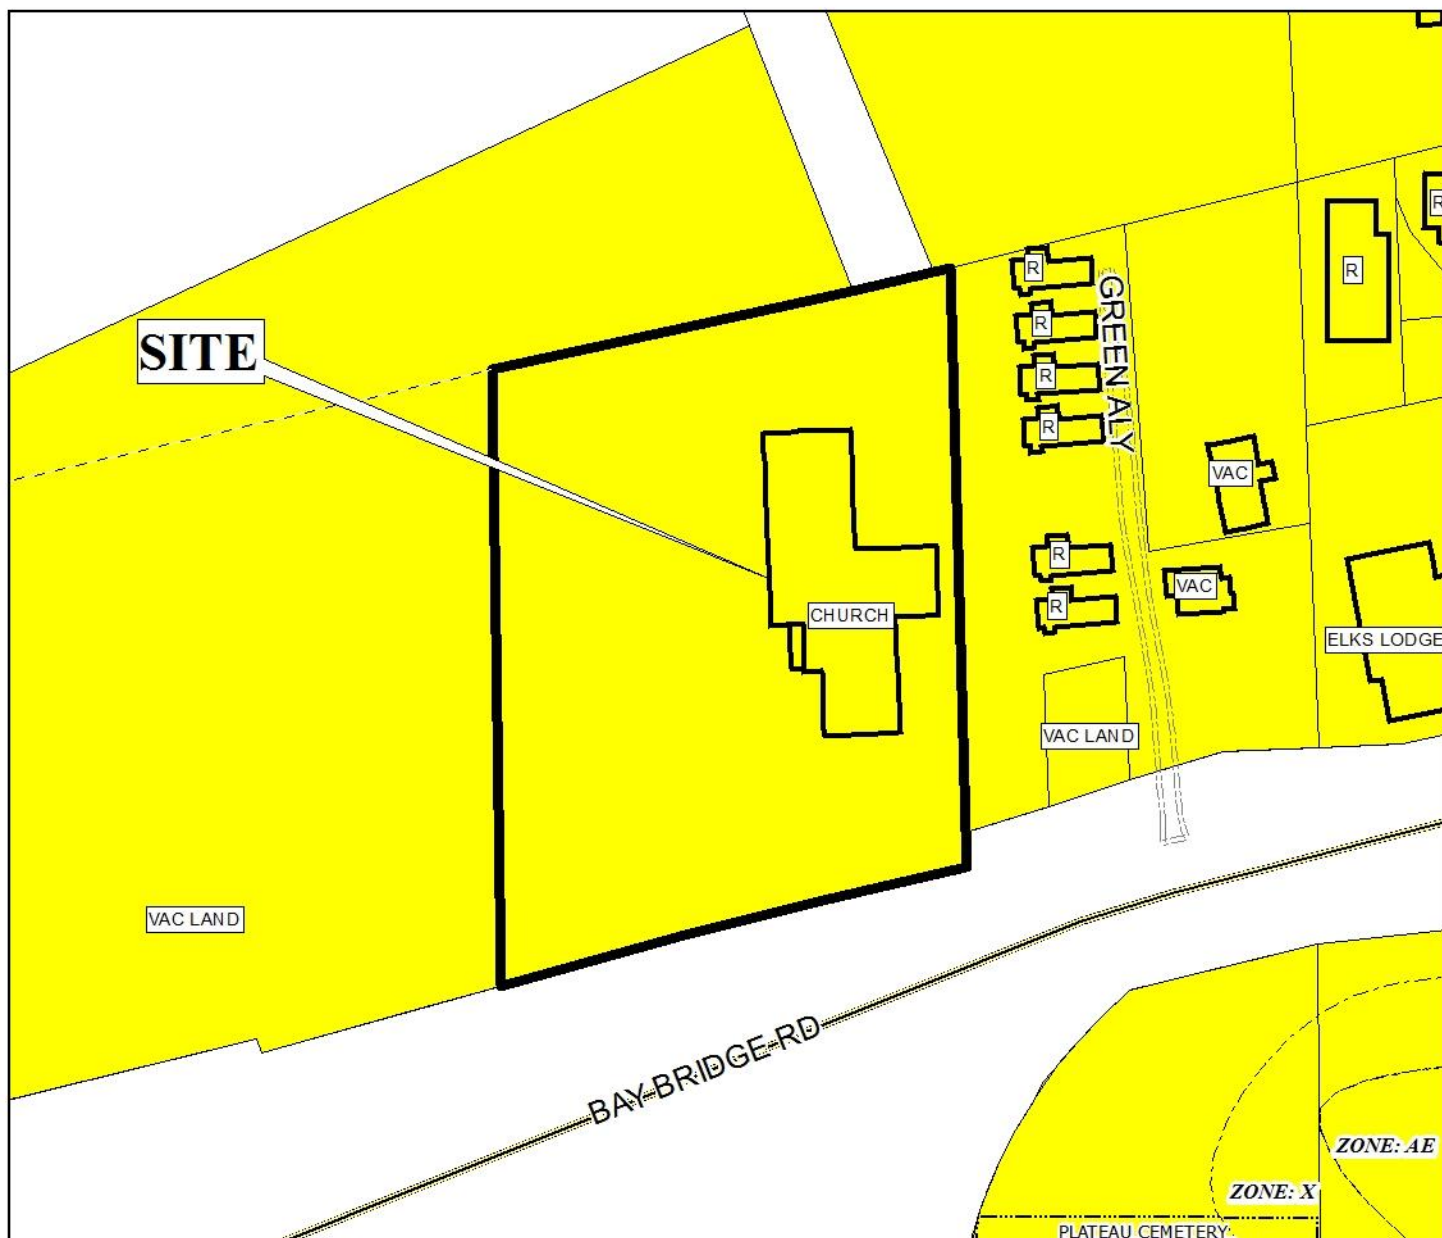 R
R
R
R
SITE
GREEN ALY
R
R
R
VAC
R
VAC
R
CHURCH
ELKS LODGE
VAC LAND
VAC LAND
BAY BRIDGE RD
ZONE: AE
ZONE: X
PLATEAU CEMETERY